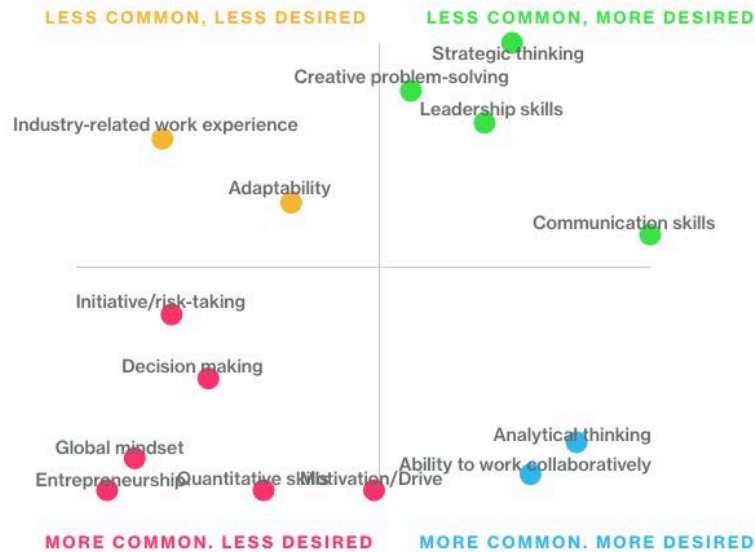 LESS COMMON, LESS DESIRED
LESS COMMON, MORE DESIRED
Strategic thinking
Creative problem-solving
Leadership skills
Industry-related work experience
Adaptability
Communication skills
Initiative/risk-taking
Decision making
Analytical thinking
Global mindset
Ability to work collaboratively
Entrepreneurship
Quantitative skills
Motivation/Drive
MORE COMMON. LESS DESIRED
MORE COMMON. MORE DESIRED